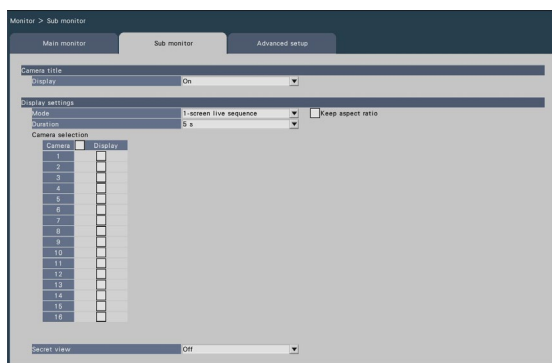 Monitor > Sub monitor
Main monitor Sub monitor Advanced setup
Camera title
Display On
Display settings
Mode 1-screen live sequence Keep aspect ratio
Duration 5 s
Camera selection
Camera Display
1
2
3
4
5
6
7
8
9
10
11
12
13
14
15
16
Secret view Off